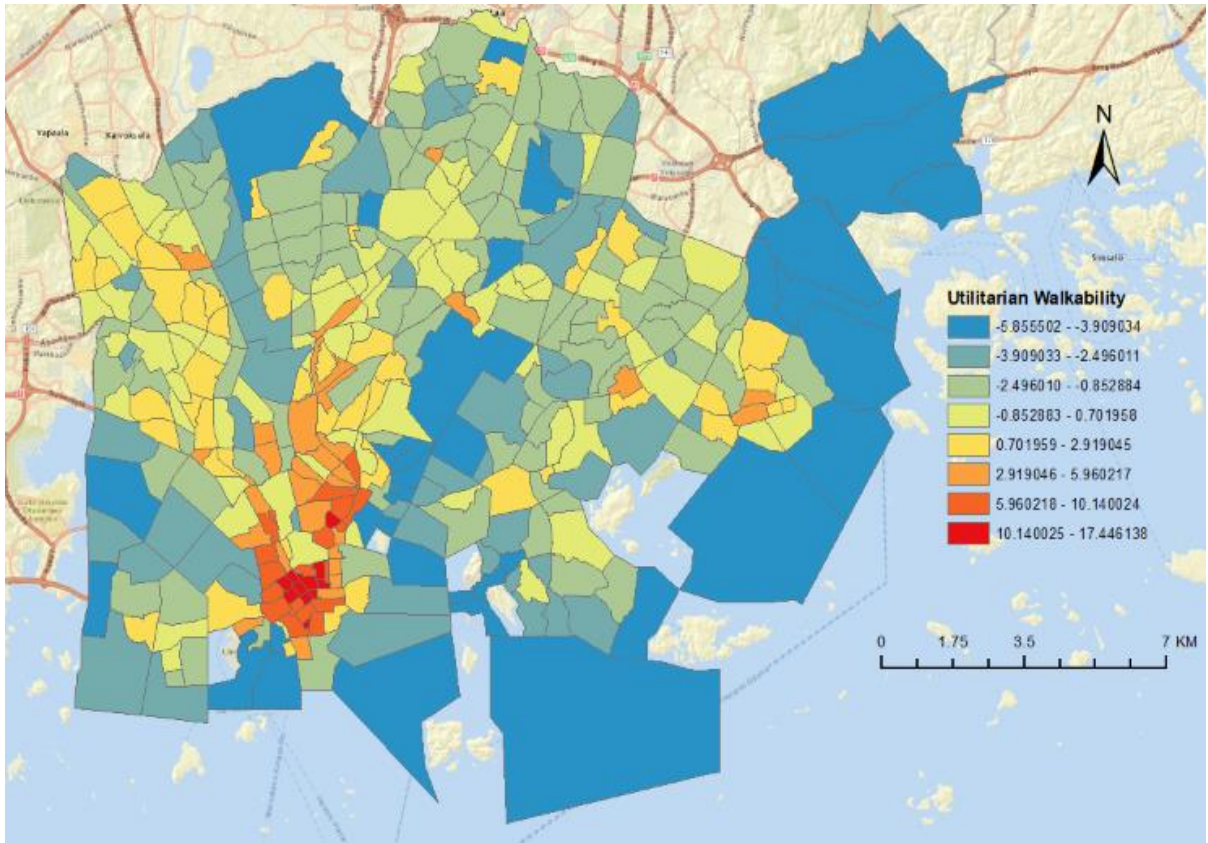 N
Vapaala
Utilitarian Walkability
-5.855502 - -3.909034
-3.909033 - -2.496011
-2.496010 - -0.852884
-0.852883 - 0.701958
0.701959 - 2.919045
2.919046 - 5.960217
5.960218 - 10.140024
10.140025 - 17.446138
0 1.75 3.5 7 KM